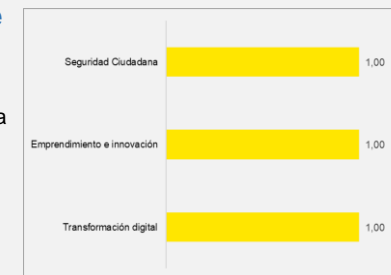 e
a
Seguridad Ciudadana 1,00
Emprendimiento e innovación 1,00
Transformación digital 1,00